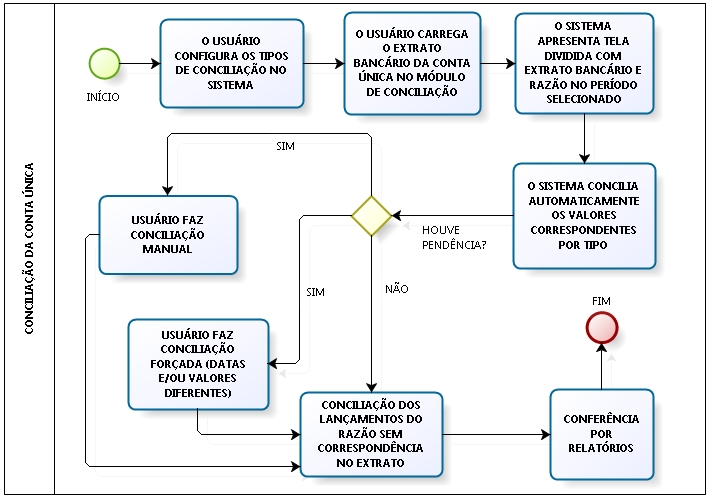 CONCILIAÇÃO DA CONTA ÚNICA
INÍCIO
O USUÁRIO
CONFIGURA OS TIPOS
DE CONCILIAÇÃO NO
SISTEMA
O USUÁRIO CARREGA
O EXTRATO
BANCÁRIO DA CONTA
ÚNICA NO MÓDULO
DE CONCILIAÇÃO
O SISTEMA
APRESENTA TELA
DIVIDIDA COM
EXTRATO BANCÁRIO E
RAZÃO NO PERÍODO
SELECIONADO
O SISTEMA CONCILIA
AUTOMATICAMENTE
OS VALORES
CORRESPONDENTES
POR TIPO
HOUVE
PENDÊNCIA?
SIM
USUÁRIO FAZ
CONCILIAÇÃO
MANUAL
SIM
NÃO
USUÁRIO FAZ
CONCILIAÇÃO
FORÇADA (DATAS
E/OU VALORES
DIFERENTES)
CONCILIAÇÃO DOS
LANÇAMENTOS DO
RAZÃO SEM
CORRESPONDÊNCIA
NO EXTRATO
CONFERÊNCIA
POR
RELATÓRIOS
FIM